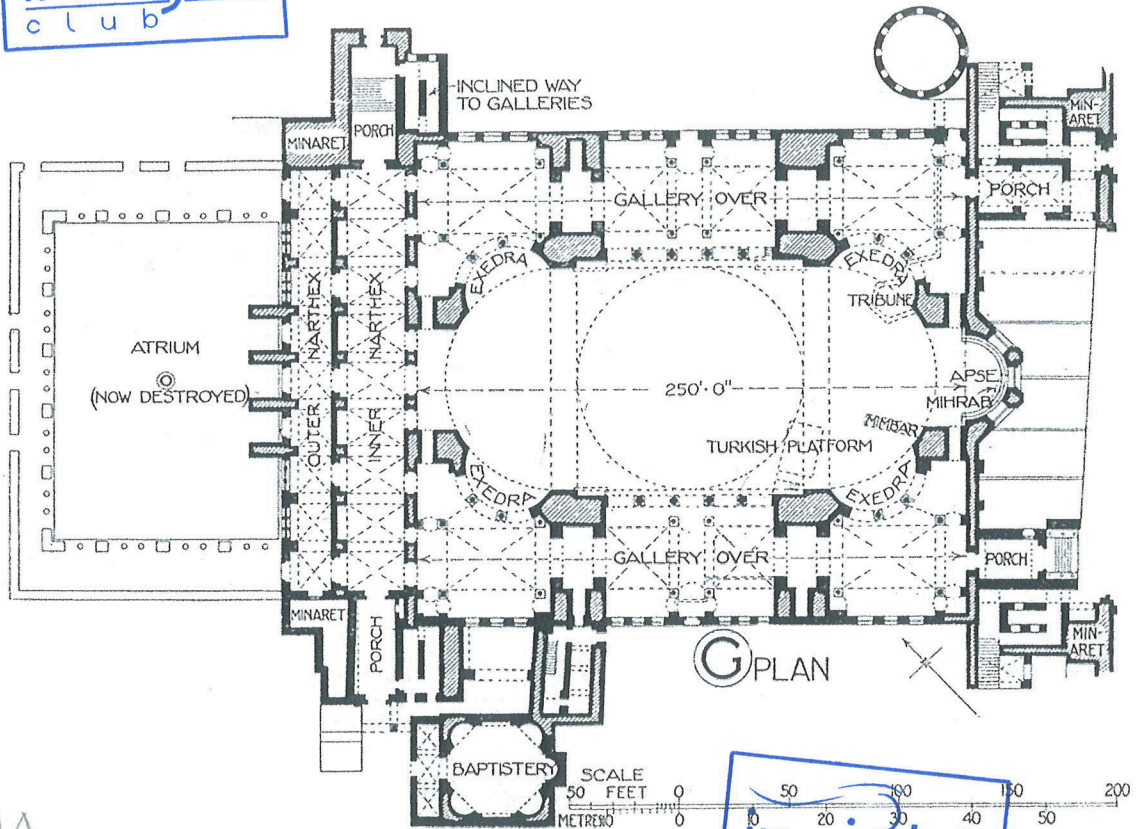 club
INCLINED WAY
TO GALLERIES
MINARET
PORCH
MIN-
ARET
GALLERY OVER
PORCH
EXEDRA
EXEDRA
TRIBUNE
ATRIUM
(NOW DESTROYED)
OUTER NARTHEX
INNER NARTHEX
250'·0"
APSE
MIHRAB
MIMBAR
TURKISH PLATFORM
EXEDRA
EXEDRA
GALLERY OVER
PORCH
MINARET
PORCH
MIN-
ARET
G PLAN
BAPTISTERY
SCALE
FEET
50 0 50 100 150 200
METRES 10 0 10 20 30 40 50